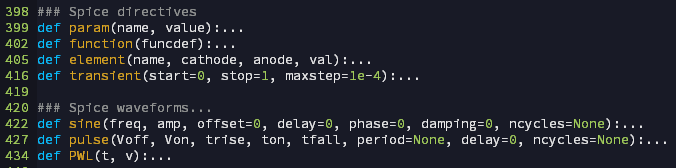 398 ### Spice directives
399 def param(name, value):...
402 def function(funcdef):...
405 def element(name, cathode, anode, val):...
416 def transient(start=0, stop=1, maxstep=1e-4):...
419
420 ### Spice waveforms...
422 def sine(freq, amp, offset=0, delay=0, phase=0, damping=0, ncycles=None):...
427 def pulse(Voff, Von, trise, ton, tfall, period=None, delay=0, ncycles=None):...
434 def PWL(t, v):...